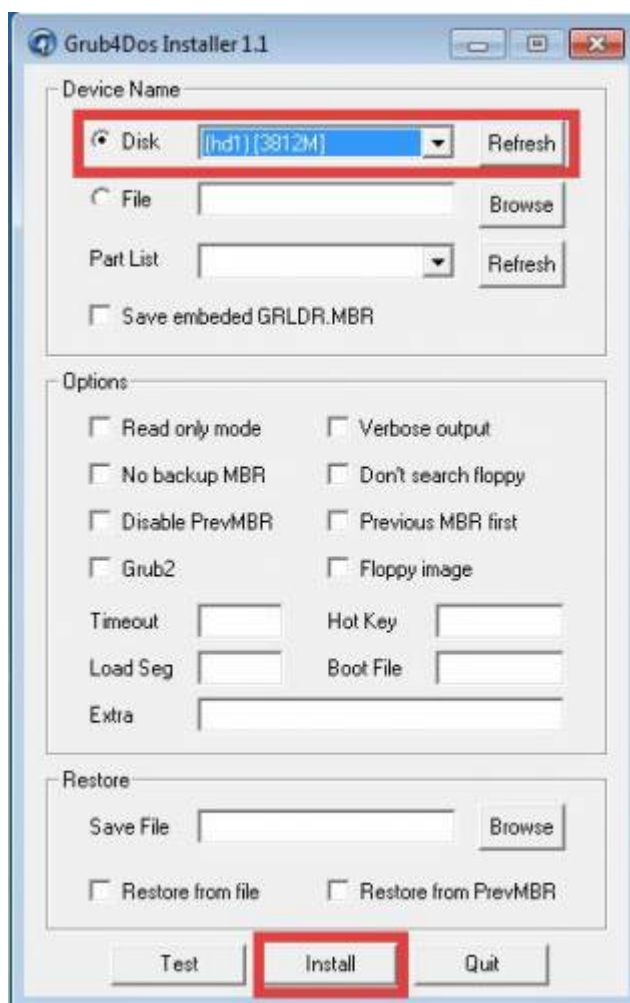 Grub4Dos Installer 1.1
Device Name
Disk (hd1) [3812M] Refresh
File Browse
Part List Refresh
Save embeded GRLDR.MBR
Options
Read only mode Verbose output
No backup MBR Don't search floppy
Disable PrevMBR Previous MBR first
Grub2 Floppy image
Timeout Hot Key
Load Seg Boot File
Extra
Restore
Save File Browse
Restore from file Restore from PrevMBR
Test Install Quit